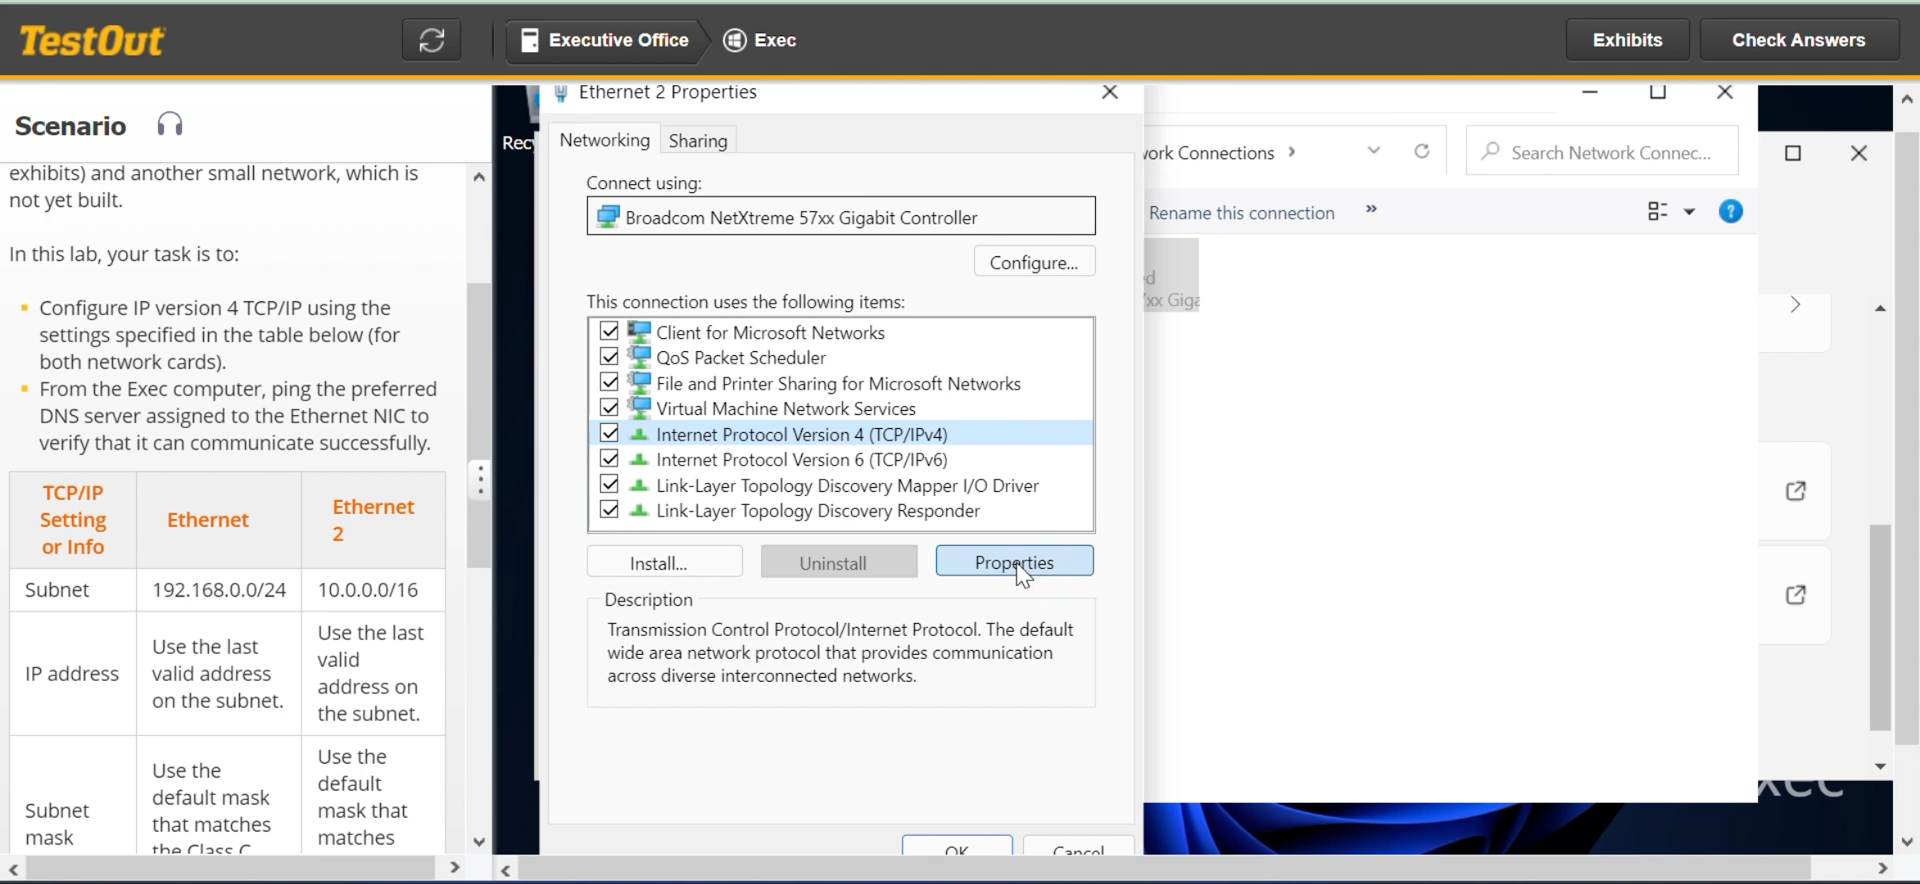 TestOut
Executive Office
Exec
Exhibits
Check Answers
Scenario
exhibits) and another small network, which is
not yet built.
In this lab, your task is to:
Configure IP version 4 TCP/IP using the
settings specified in the table below (for
both network cards).
From the Exec computer, ping the preferred
DNS server assigned to the Ethernet NIC to
verify that it can communicate successfully.
TCP/IP
Setting
or Info
Ethernet
Ethernet
2
Subnet
192.168.0.0/24
10.0.0.0/16
IP address
Use the last
valid address
on the subnet.
Use the last
valid
address on
the subnet.
Subnet
mask
Use the
default mask
that matches
the Class C
Use the
default
mask that
matches
Recy
Ethernet 2 Properties
Networking
Sharing
Connect using:
Broadcom NetXtreme 57xx Gigabit Controller
Configure...
This connection uses the following items:
Client for Microsoft Networks
QoS Packet Scheduler
File and Printer Sharing for Microsoft Networks
Virtual Machine Network Services
Internet Protocol Version 4 (TCP/IPv4)
Internet Protocol Version 6 (TCP/IPv6)
Link-Layer Topology Discovery Mapper I/O Driver
Link-Layer Topology Discovery Responder
Install...
Uninstall
Properties
Description
Transmission Control Protocol/Internet Protocol. The default
wide area network protocol that provides communication
across diverse interconnected networks.
OK
Cancel
ork Connections
Search Network Connec...
Rename this connection
»
?
d
xx Giga